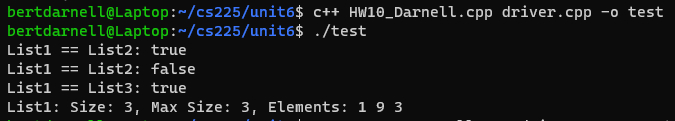 bertdarnell@Laptop:~/cs225/unit6$ c++ HW10_Darnell.cpp driver.cpp -o test
bertdarnell@Laptop:~/cs225/unit6$ ./test
List1 == List2: true
List1 == List2: false
List1 == List3: true
List1: Size: 3, Max Size: 3, Elements: 1 9 3